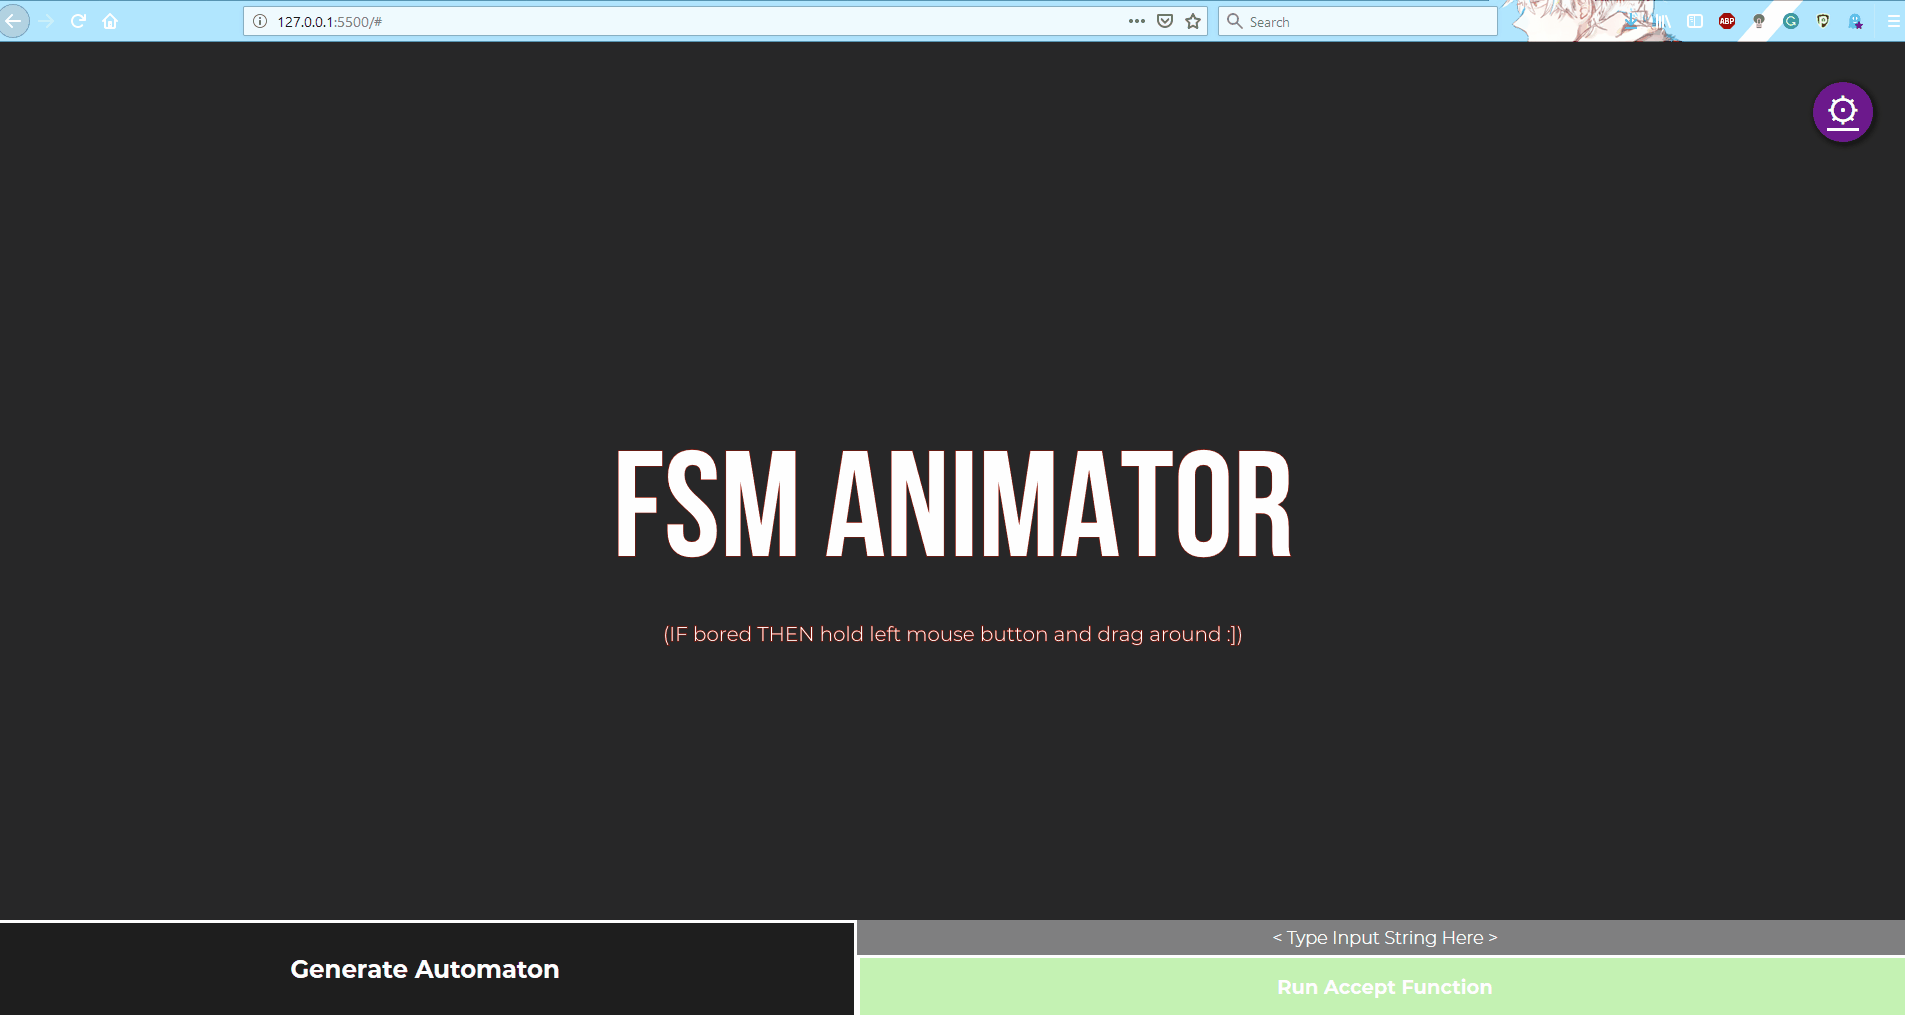 127.0.0.1:5500/#
Search
ABP
FSM ANIMATOR
(IF bored THEN hold left mouse button and drag around :])
Generate Automaton
< Type Input String Here >
Run Accept Function